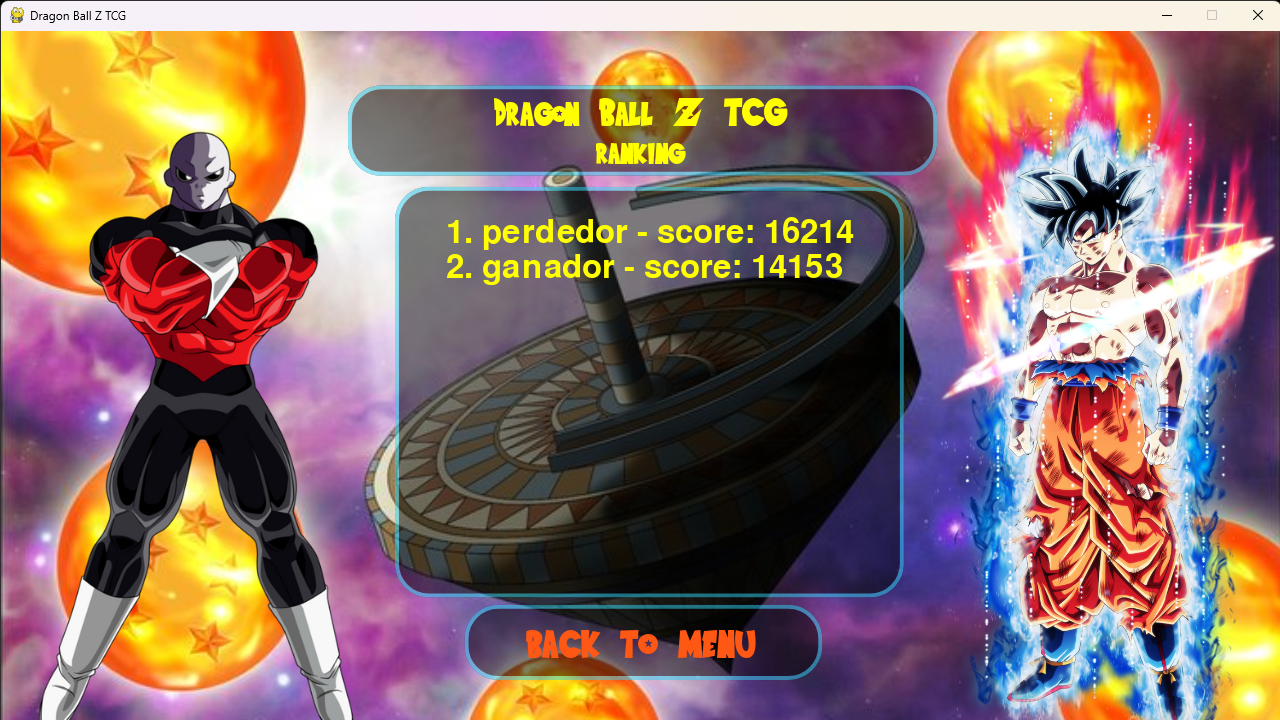 Dragon Ball Z TCG
Dragon Ball Z TCG
RANKING
1. perdedor - score: 16214
2. ganador - score: 14153
BACK To MENU